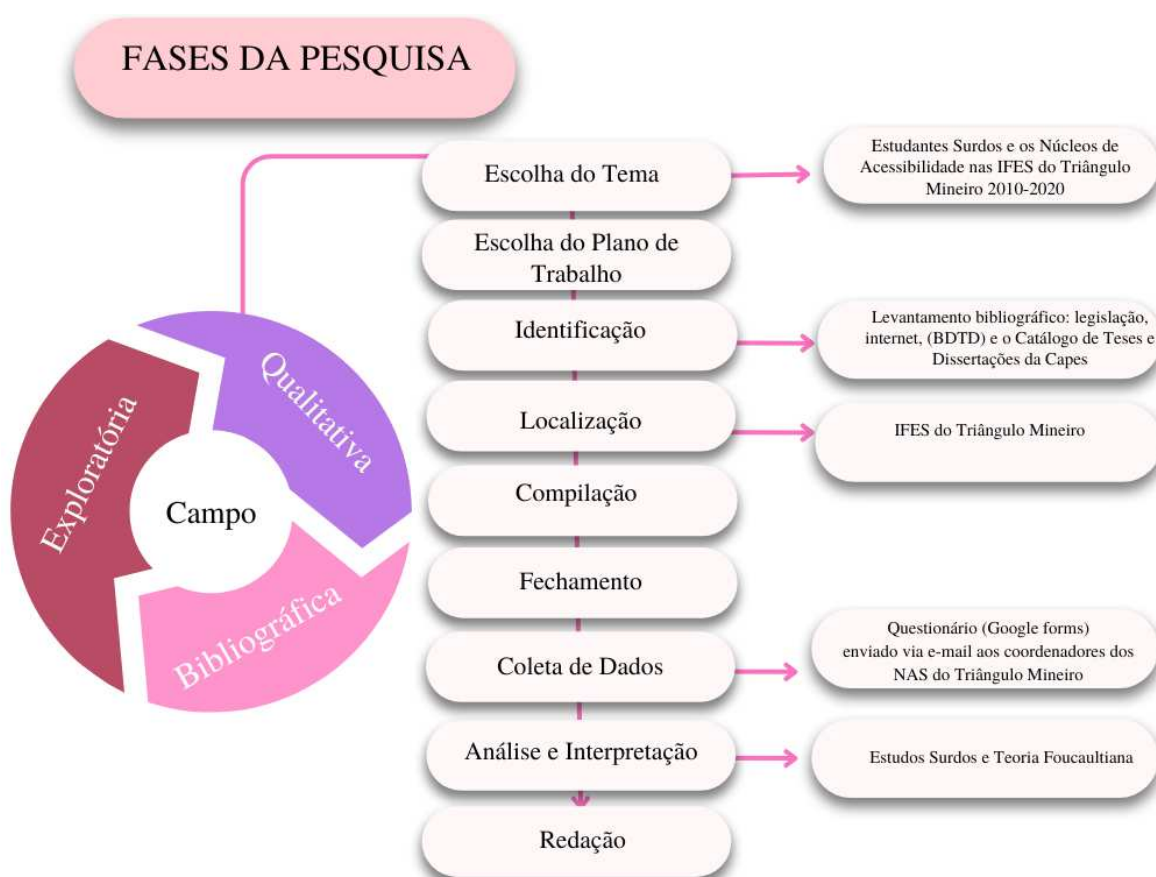 FASES DA PESQUISA
Escolha do Tema
Estudantes Surdos e os Núcleos de
Acessibilidade nas IFES do Triângulo
Mineiro 2010-2020
Escolha do Plano de
Trabalho
Identificação
Levantamento bibliográfico: legislação,
internet, (BDTD) e o Catálogo de Teses e
Dissertações da Capes
Localização
IFES do Triângulo Mineiro
Compilação
Fechamento
Coleta de Dados
Questionário (Google forms)
enviado via e-mail aos coordenadores dos
NAS do Triângulo Mineiro
Análise e Interpretação
Estudos Surdos e Teoria Foucaultiana
Redação
Qualitativa
Exploratória
Campo
Bibliográfica